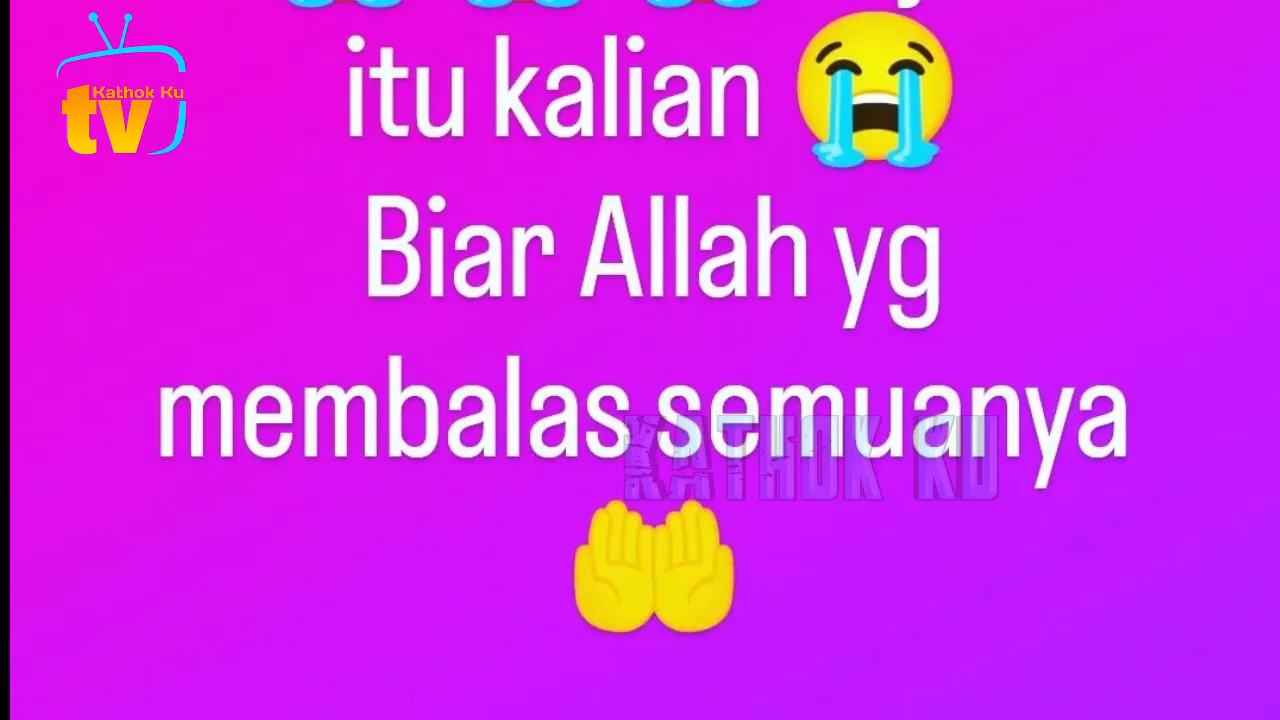 itu kalian 😭
Biar Allah yg
membalas semuanya
🤲
Kathok Ku
tv
KATHOK KU